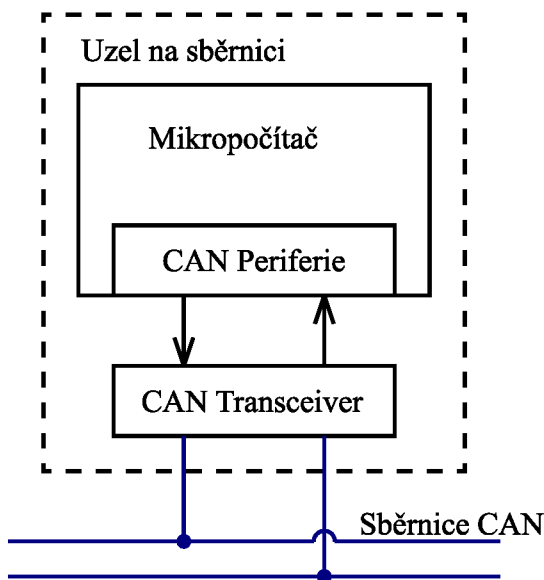 Uzel na sběrnici
Mikropočítač
CAN Periferie
CAN Transceiver
Sběrnice CAN